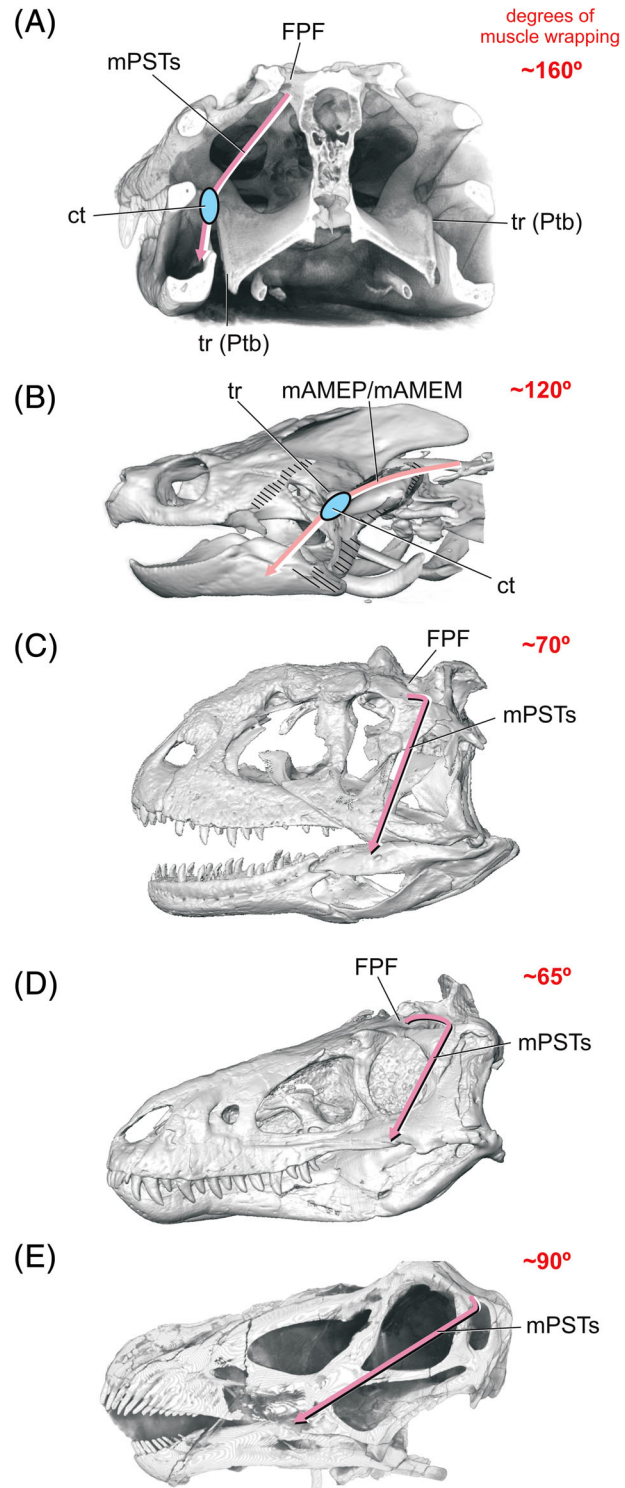 (A)
FPF
degrees of
muscle wrapping
mPSTs
~160º
ct
tr (Ptb)
tr (Ptb)
(B)
tr
mAMEP/mAMEM
~120º
ct
(C)
FPF
~70º
mPSTs
(D)
FPF
~65º
mPSTs
(E)
~90º
mPSTs